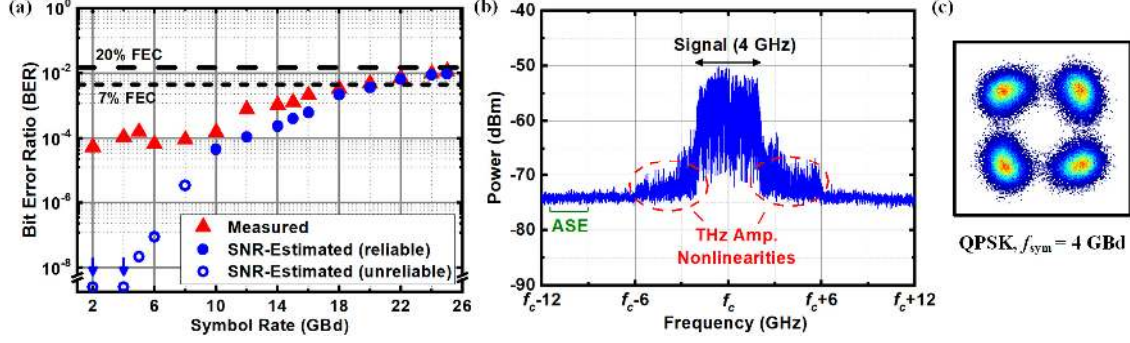 (a)
10⁰
10⁻²
10⁻⁴
10⁻⁶
10⁻⁸
Bit Error Ratio (BER)
20% FEC
7% FEC
Measured
SNR-Estimated (reliable)
SNR-Estimated (unreliable)
2 4 6 8 10 12 14 16 18 20 22 24 26
Symbol Rate (GBd)
(b)
-40
-50
-60
-70
-80
-90
Power (dBm)
Signal (4 GHz)
ASE
THz Amp.
Nonlinearities
f_c-12 f_c-6 f_c f_c+6 f_c+12
Frequency (GHz)
(c)
QPSK, f_sym = 4 GBd